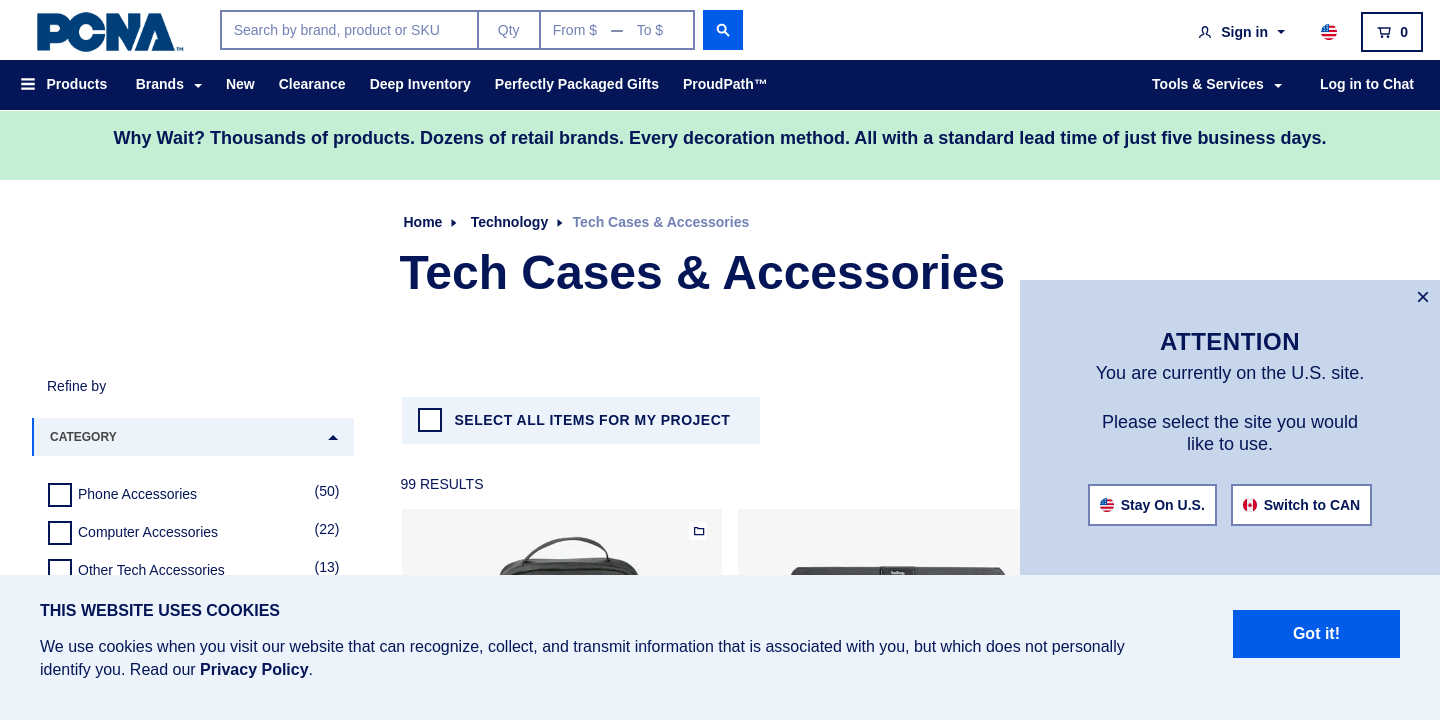 PCNA™
Search by brand, product or SKU
Qty
From $ — To $
Sign in
0
Products
Brands
New
Clearance
Deep Inventory
Perfectly Packaged Gifts
ProudPath™
Tools & Services
Log in to Chat
Why Wait? Thousands of products. Dozens of retail brands. Every decoration method. All with a standard lead time of just five business days.
Home
Technology
Tech Cases & Accessories
Tech Cases & Accessories
×
ATTENTION
You are currently on the U.S. site.
Please select the site you would
like to use.
Stay On U.S.
Switch to CAN
Refine by
CATEGORY
Phone Accessories (50)
Computer Accessories (22)
Other Tech Accessories (13)
SELECT ALL ITEMS FOR MY PROJECT
99 RESULTS
THIS WEBSITE USES COOKIES
We use cookies when you visit our website that can recognize, collect, and transmit information that is associated with you, but which does not personally
identify you. Read our Privacy Policy.
Got it!